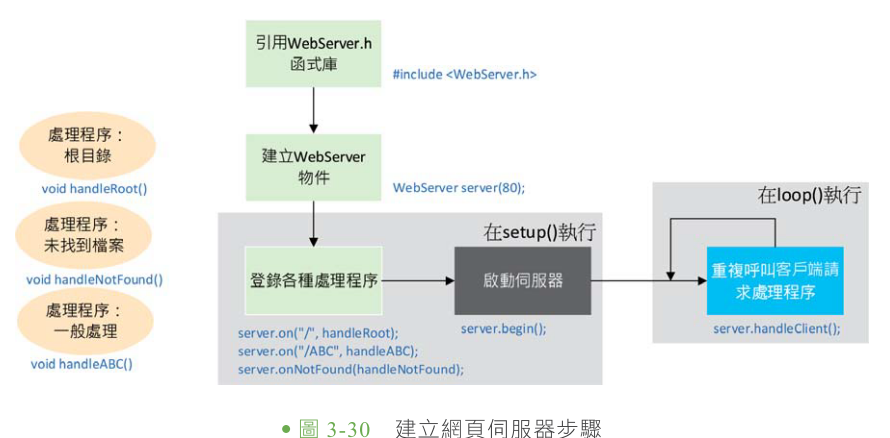 引用WebServer.h
函式庫
#include <WebServer.h>
處理程序：
根目錄
void handleRoot()
建立WebServer
物件
WebServer server(80);
處理程序：
未找到檔案
void handleNotFound()
處理程序：
一般處理
void handleABC()
在setup()執行
登錄各種處理程序
server.on("/", handleRoot);
server.on("/ABC", handleABC);
server.onNotFound(handleNotFound);
啟動伺服器
server.begin();
在loop()執行
重複呼叫客戶端請
求處理程序
server.handleClient();
•圖 3-30 建立網頁伺服器步驟